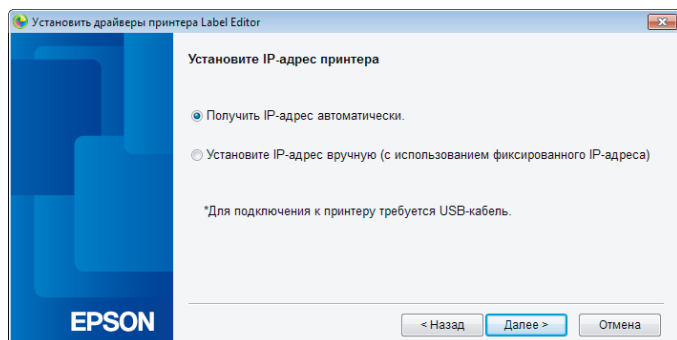 Установить драйверы принтера Label Editor
Установите IP-адрес принтера
Получить IP-адрес автоматически.
Установите IP-адрес вручную (с использованием фиксированного IP-адреса)
*Для подключения к принтеру требуется USB-кабель.
EPSON
< Назад
Далее >
Отмена